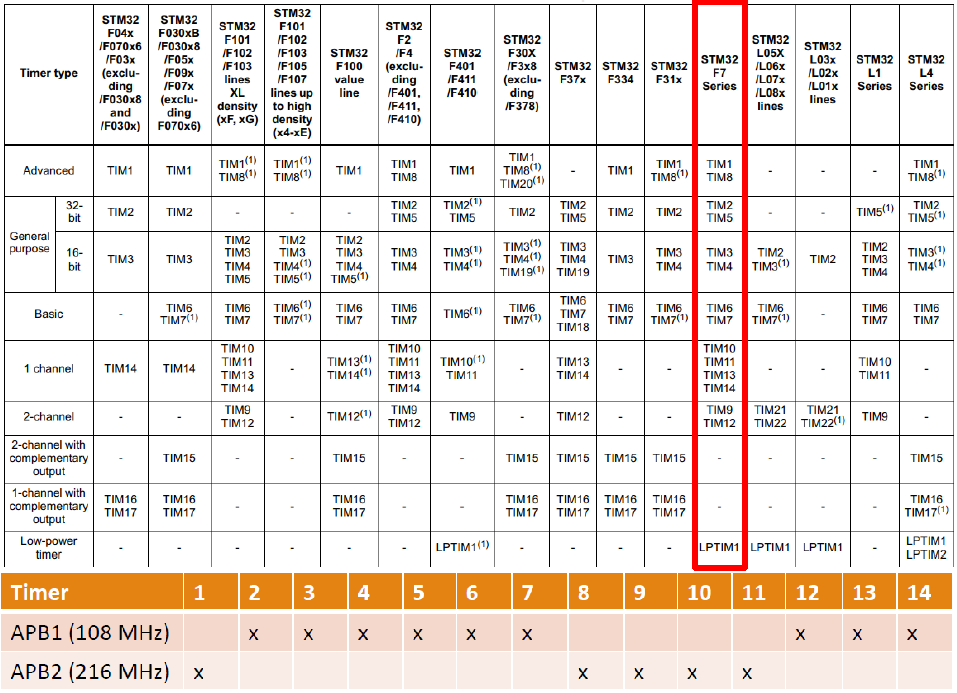 Timer type | STM32 F04x /F070x6 /F03x (exclu- ding /F030x8 and /F030x) | STM32 F030xB /F030x8 /F05x /F09x /F07x (exclu- ding F070x6) | STM32 F101 /F102 /F103 lines XL density (xF, xG) | STM32 F101 /F102 /F103 /F105 /F107 lines up to high density (x4-xE) | STM32 F100 value line | STM32 F2 /F4 (exclu- ding /F401, /F411, /F410) | STM32 F401 /F411 /F410 | STM32 F30X /F3x8 (exclu- ding /F378) | STM32 F37x | STM32 F334 | STM32 F31x | STM32 F7 Series | STM32 L05X /L06x /L07x /L08x lines | STM32 L03x /L02x /L01x lines | STM32 L1 Series | STM32 L4 Series
Advanced | TIM1 | TIM1 | TIM1(1) TIM8(1) | TIM1(1) TIM8(1) | TIM1 | TIM1 TIM8 | TIM1 | TIM1 TIM8(1) TIM20(1) | - | TIM1 | TIM1 TIM8(1) | TIM1 TIM8 | - | - | - | TIM1 TIM8(1)
General purpose | 32-bit | TIM2 | TIM2 | - | - | - | TIM2 TIM5 | TIM2(1) TIM5 | TIM2 | TIM2 TIM5 | TIM2 | TIM2 | TIM2 TIM5 | - | - | TIM5(1) | TIM2 TIM5(1)
16-bit | TIM3 | TIM3 | TIM2 TIM3 TIM4 TIM5 | TIM2 TIM3 TIM4(1) TIM5(1) | TIM2 TIM3 TIM4 TIM5(1) | TIM3 TIM4 | TIM3(1) TIM4(1) | TIM3(1) TIM4(1) TIM19(1) | TIM3 TIM4 TIM19 | TIM3 | TIM3 TIM4 | TIM3 TIM4 | TIM2 TIM3(1) | TIM2 | TIM2 TIM3 TIM4 | TIM3(1) TIM4(1)
Basic | - | TIM6 TIM7(1) | TIM6 TIM7 | TIM6(1) TIM7(1) | TIM6 TIM7 | TIM6 TIM7 | TIM6(1) | TIM6 TIM7(1) | TIM6 TIM7 TIM18 | TIM6 TIM7 | TIM6 TIM7(1) | TIM6 TIM7 | TIM6 TIM7(1) | - | TIM6 TIM7 | TIM6 TIM7
1 channel | TIM14 | TIM14 | TIM10 TIM11 TIM13 TIM14 | - | TIM13(1) TIM14(1) | TIM10 TIM11 TIM13 TIM14 | TIM10(1) TIM11 | - | TIM13 TIM14 | - | - | TIM10 TIM11 TIM13 TIM14 | - | - | TIM10 TIM11 | -
2-channel | - | - | TIM9 TIM12 | - | TIM12(1) | TIM9 TIM12 | TIM9 | - | TIM12 | - | - | TIM9 TIM12 | TIM21 TIM22 | TIM21 TIM22(1) | TIM9 | -
2-channel with complementary output | - | TIM15 | - | - | TIM15 | - | - | TIM15 | TIM15 | TIM15 | TIM15 | - | - | - | - | TIM15
1-channel with complementary output | TIM16 TIM17 | TIM16 TIM17 | - | - | TIM16 TIM17 | - | - | TIM16 TIM17 | TIM16 TIM17 | TIM16 TIM17 | TIM16 TIM17 | - | - | - | - | TIM16 TIM17(1)
Low-power timer | - | - | - | - | - | - | LPTIM1(1) | - | - | - | - | LPTIM1 | LPTIM1 | LPTIM1 | - | LPTIM1 LPTIM2
Timer 1 2 3 4 5 6 7 8 9 10 11 12 13 14
APB1 (108 MHz) x x x x x x x x x
APB2 (216 MHz) x x x x x